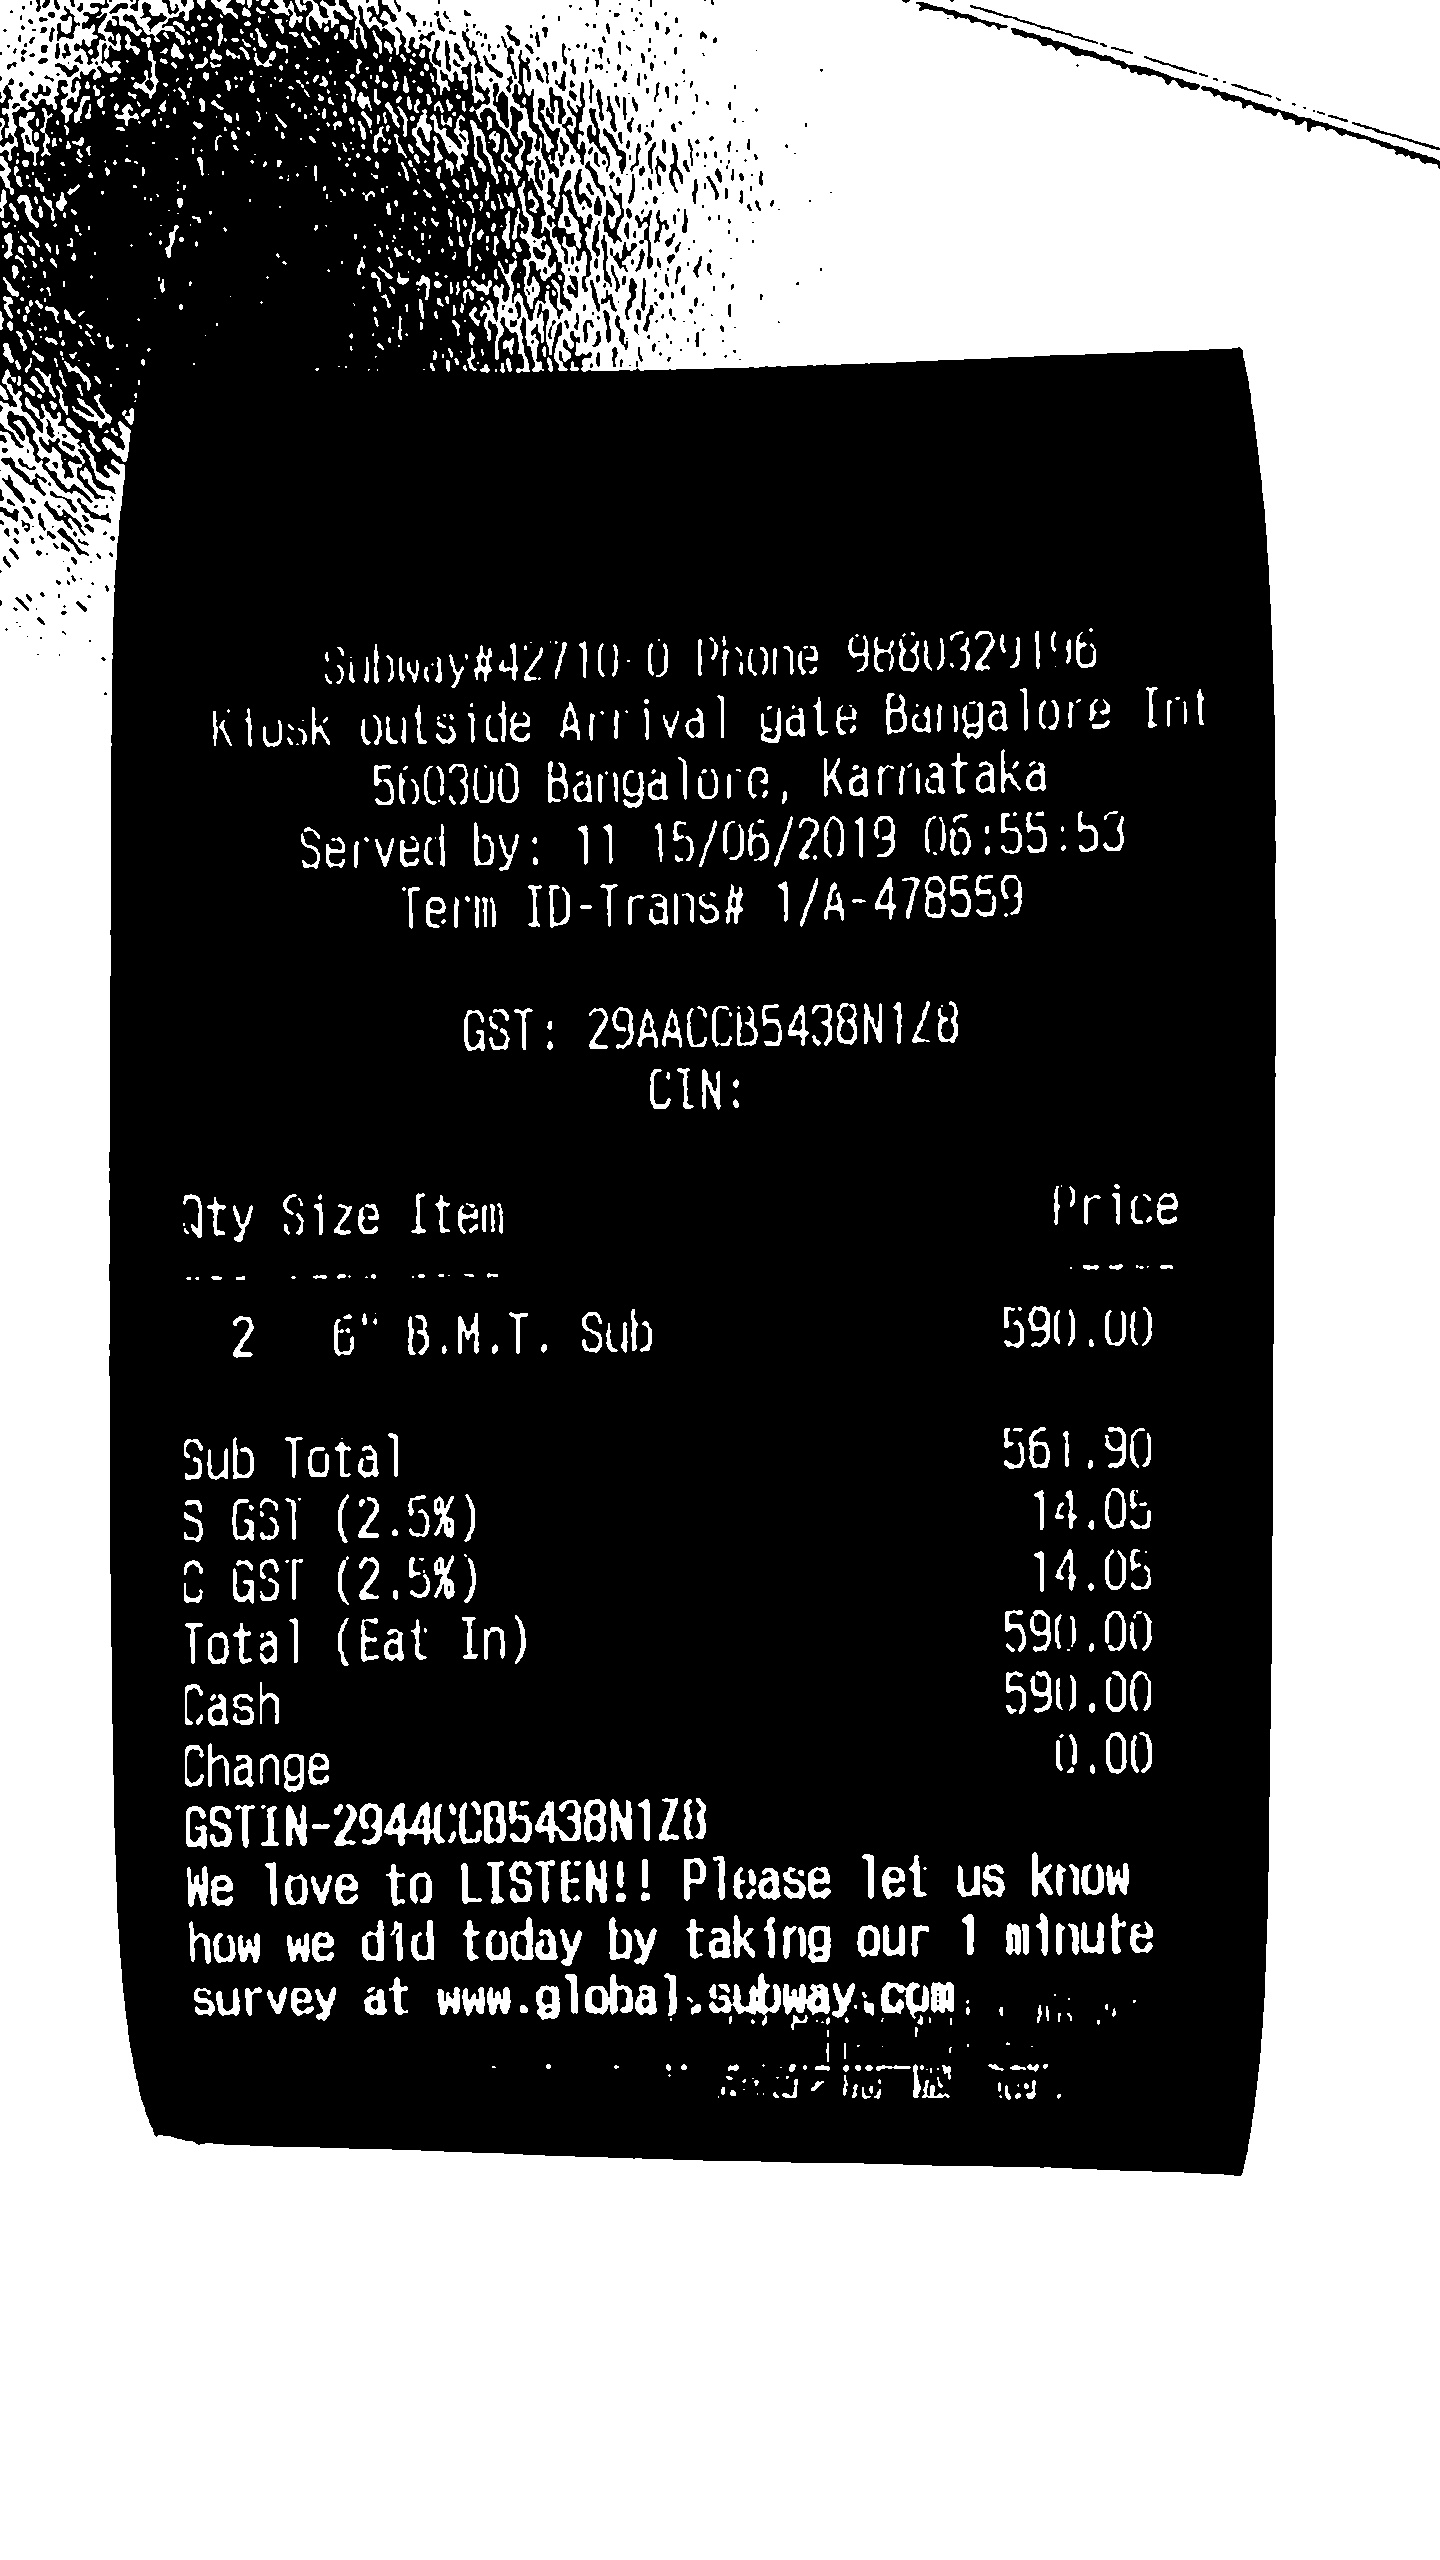 Subway#42710-0 Phone 9880329196
Kiosk outside Arrival gate Bangalore Int
560300 Bangalore, Karnataka
Served by: 11 15/06/2019 06:55:53
Term ID-Trans# 1/A-478559
GST: 29AACCB5438N1Z8
CIN:
Qty Size Item Price
--- ---- ---- -----
2 6" B.M.T. Sub 590.00
Sub Total 561.90
S GST (2.5%) 14.05
C GST (2.5%) 14.05
Total (Eat In) 590.00
Cash 590.00
Change 0.00
GSTIN-2944CCB5438N1Z8
We love to LISTEN!! Please let us know
how we did today by taking our 1 minute
survey at www.global.subway.com